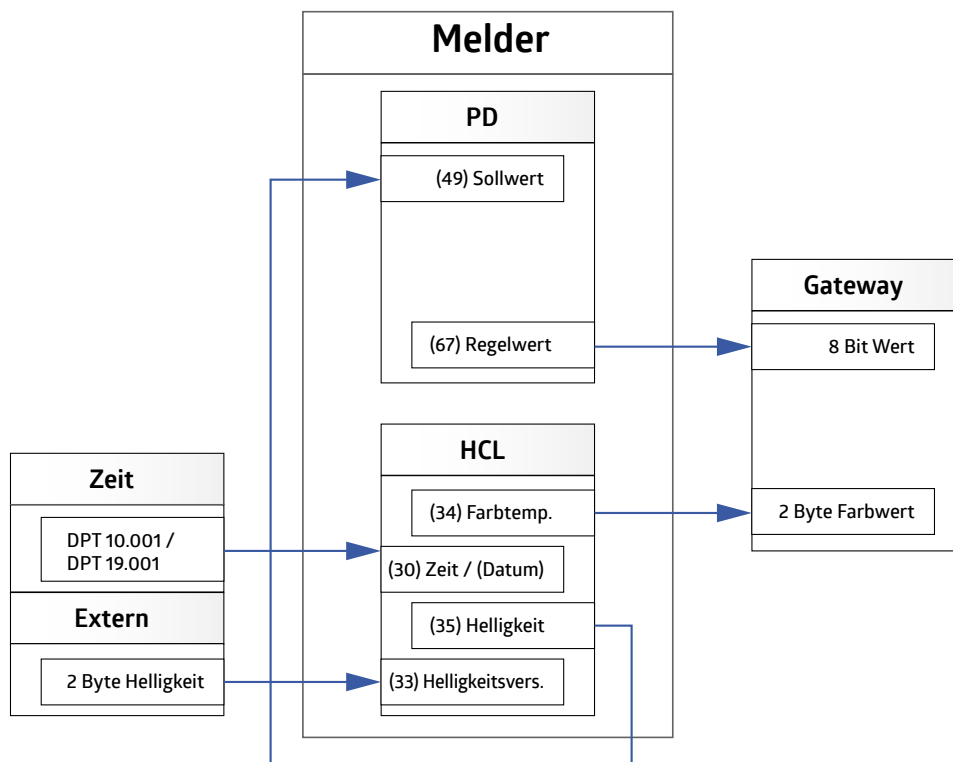 Melder
PD
(49) Sollwert
(67) Regelwert
Gateway
8 Bit Wert
2 Byte Farbwert
HCL
(34) Farbtemp.
(30) Zeit / (Datum)
(35) Helligkeit
(33) Helligkeitsvers.
Zeit
DPT 10.001 /
DPT 19.001
Extern
2 Byte Helligkeit